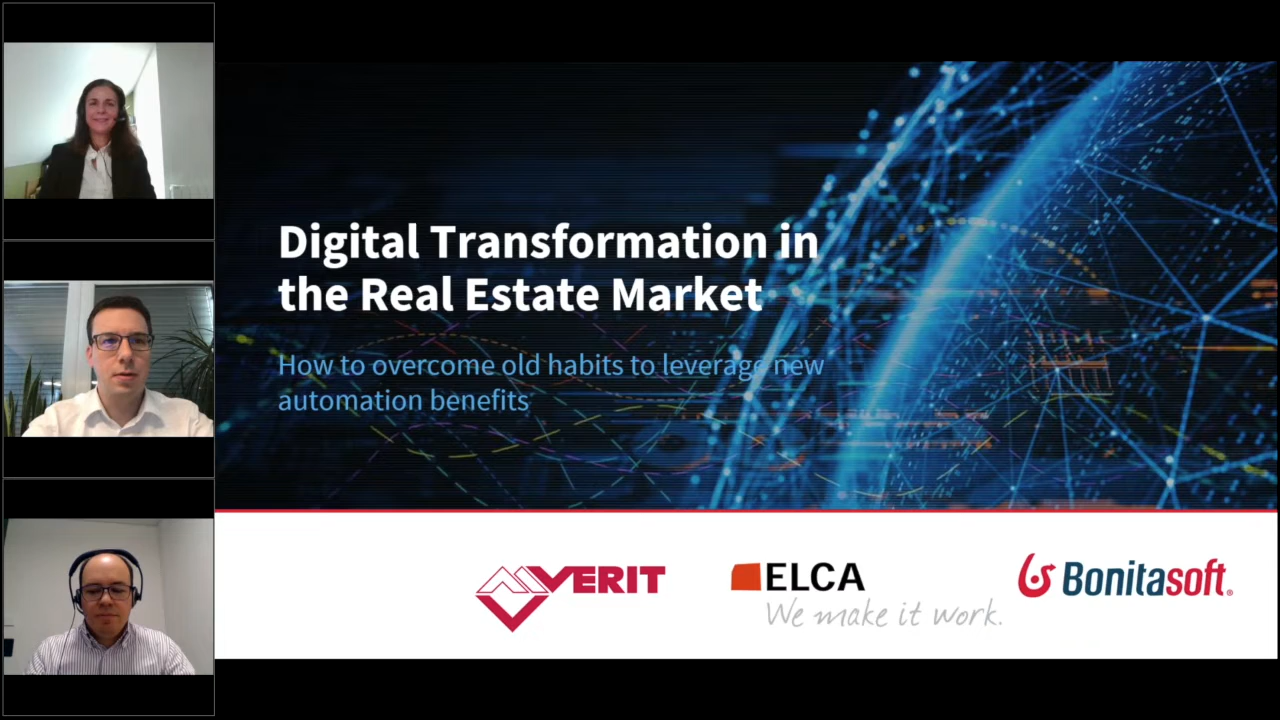 Digital Transformation in
the Real Estate Market
How to overcome old habits to leverage new
automation benefits
VERIT
ELCA
We make it work.
Bonitasoft®